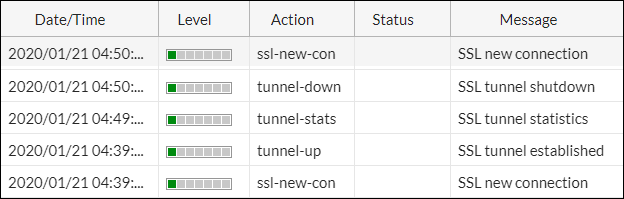 Date/Time Level Action Status Message
2020/01/21 04:50:... ssl-new-con SSL new connection
2020/01/21 04:50:... tunnel-down SSL tunnel shutdown
2020/01/21 04:49:... tunnel-stats SSL tunnel statistics
2020/01/21 04:39:... tunnel-up SSL tunnel established
2020/01/21 04:39:... ssl-new-con SSL new connection